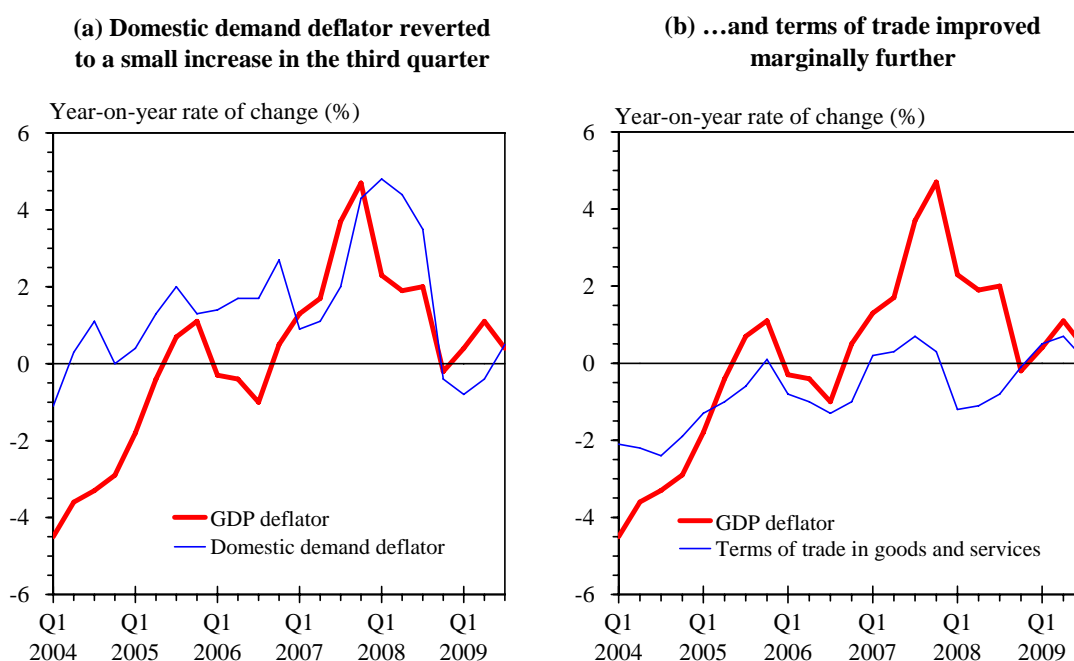 (a) Domestic demand deflator reverted
to a small increase in the third quarter
Year-on-year rate of change (%)
6
4
2
0
-2
-4
-6
GDP deflator
Domestic demand deflator
Q1 Q1 Q1 Q1 Q1 Q1
2004 2005 2006 2007 2008 2009
(b) …and terms of trade improved
marginally further
Year-on-year rate of change (%)
6
4
2
0
-2
-4
-6
GDP deflator
Terms of trade in goods and services
Q1 Q1 Q1 Q1 Q1 Q1
2004 2005 2006 2007 2008 2009